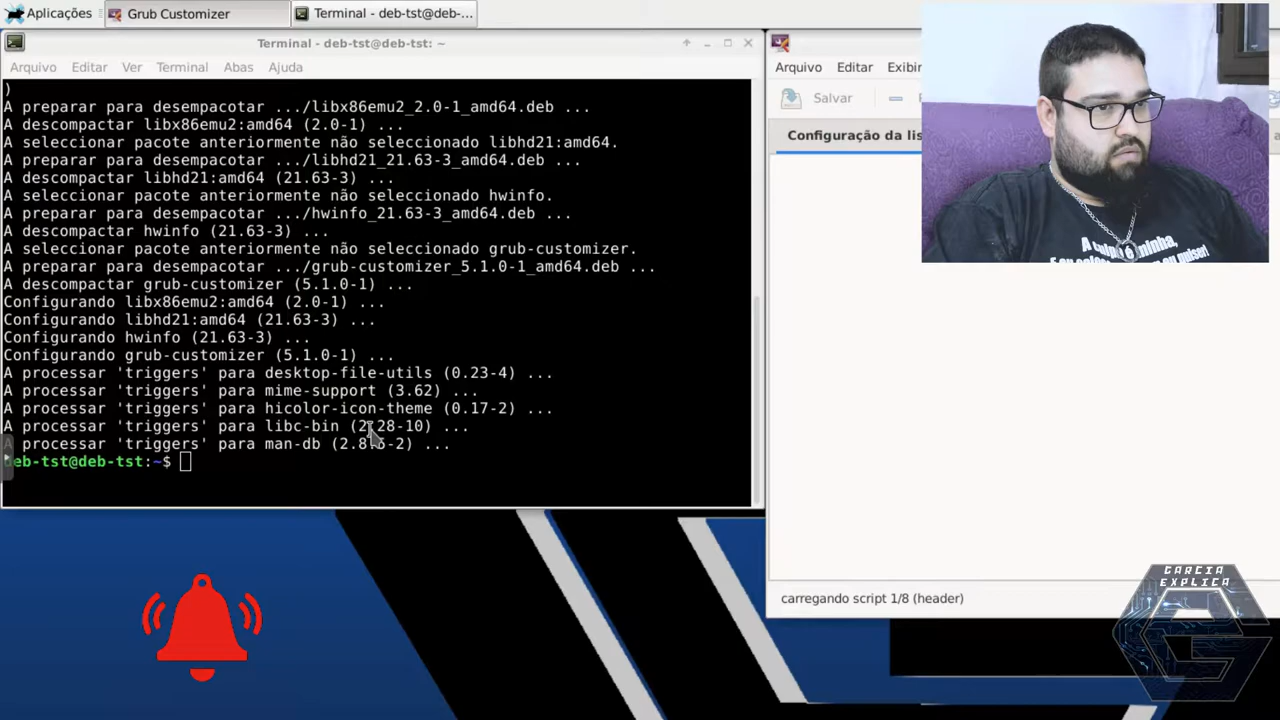 Aplicações
Grub Customizer
Terminal - deb-tst@deb-...
Terminal - deb-tst@deb-tst: ~
Arquivo Editar Ver Terminal Abas Ajuda
)
A preparar para desempacotar .../libx86emu2_2.0-1_amd64.deb ...
A descompactar libx86emu2:amd64 (2.0-1) ...
A seleccionar pacote anteriormente não seleccionado libhd21:amd64.
A preparar para desempacotar .../libhd21_21.63-3_amd64.deb ...
A descompactar libhd21:amd64 (21.63-3) ...
A seleccionar pacote anteriormente não seleccionado hwinfo.
A preparar para desempacotar .../hwinfo_21.63-3_amd64.deb ...
A descompactar hwinfo (21.63-3) ...
A seleccionar pacote anteriormente não seleccionado grub-customizer.
A preparar para desempacotar .../grub-customizer_5.1.0-1_amd64.deb ...
A descompactar grub-customizer (5.1.0-1) ...
Configurando libx86emu2:amd64 (2.0-1) ...
Configurando libhd21:amd64 (21.63-3) ...
Configurando hwinfo (21.63-3) ...
Configurando grub-customizer (5.1.0-1) ...
A processar 'triggers' para desktop-file-utils (0.23-4) ...
A processar 'triggers' para mime-support (3.62) ...
A processar 'triggers' para hicolor-icon-theme (0.17-2) ...
A processar 'triggers' para libc-bin (2.28-10) ...
A processar 'triggers' para man-db ...
deb-tst@deb-tst:~$
Arquivo Editar Exibir
Salvar
Configuração da lis
carregando script 1/8 (header)
A culpa é minha,
GARCIA
EXPLICA